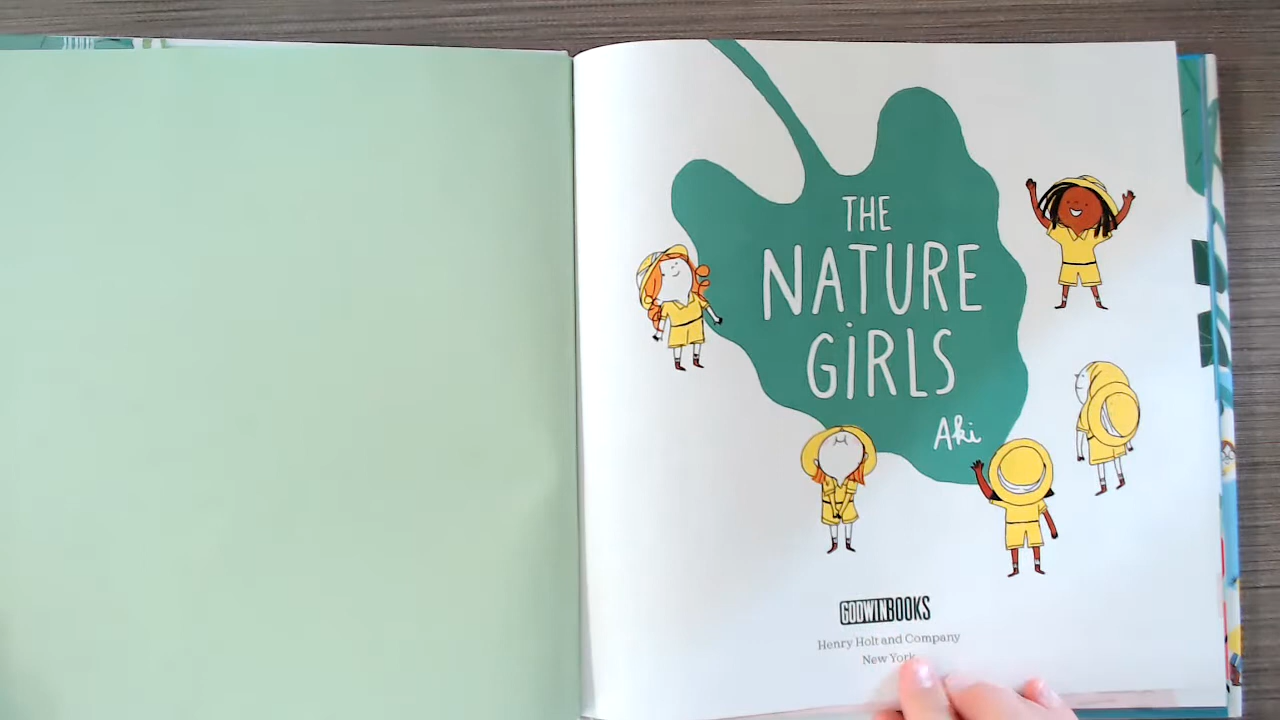 THE
NATURE
GiRLS
Aki
GODWINBOOKS
Henry Holt and Company
New York